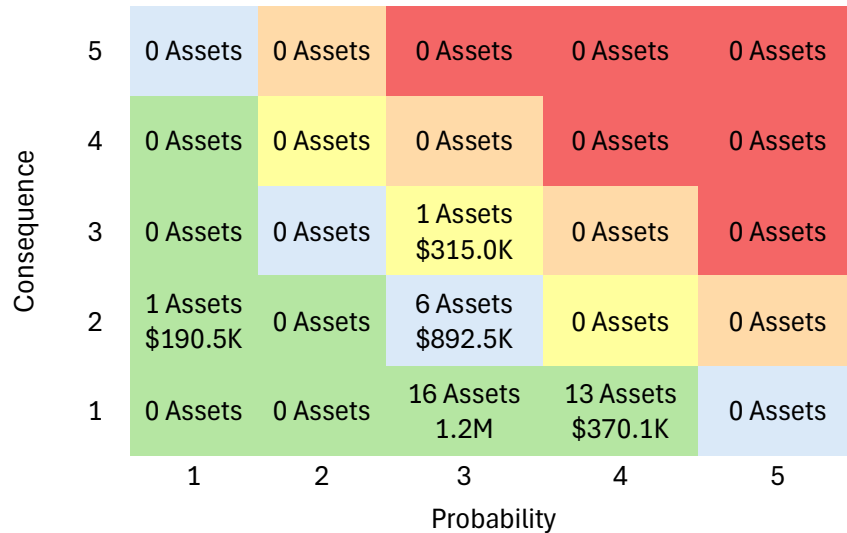 5 0 Assets 0 Assets 0 Assets 0 Assets 0 Assets
4 0 Assets 0 Assets 0 Assets 0 Assets 0 Assets
Consequence
3 0 Assets 0 Assets 1 Assets 0 Assets 0 Assets
$315.0K
2 1 Assets 0 Assets 6 Assets 0 Assets 0 Assets
$190.5K $892.5K
1 0 Assets 0 Assets 16 Assets 13 Assets 0 Assets
1.2M $370.1K
1 2 3 4 5
Probability